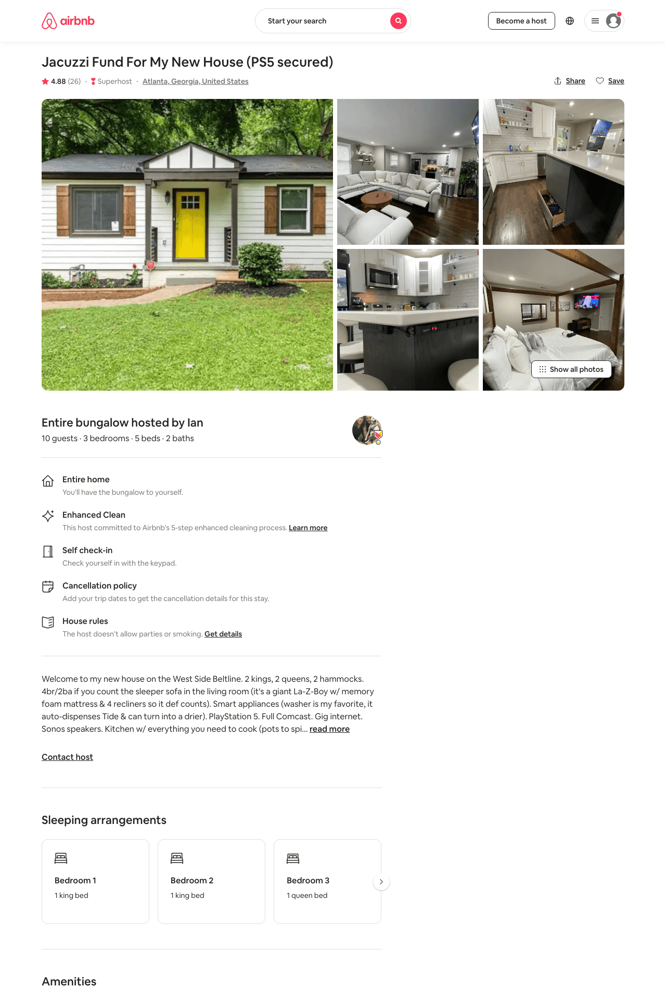 airbnb
Start your search
Become a host
Jacuzzi Fund For My New House (PS5 secured)
4.88 (26) · Superhost · Atlanta, Georgia, United States
Share
Save
Show all photos
Entire bungalow hosted by Ian
10 guests · 3 bedrooms · 5 beds · 2 baths
Entire home
You'll have the bungalow to yourself.
Enhanced Clean
This host committed to Airbnb's 5-step enhanced cleaning process. Learn more
Self check-in
Check yourself in with the keypad.
Cancellation policy
Add your trip dates to get the cancellation details for this stay.
House rules
The host doesn't allow parties or smoking. Get details
Welcome to my new house on the West Side Beltline. 2 kings, 2 queens, 2 hammocks.
4br/2ba if you count the sleeper sofa in the living room (it's a giant La-Z-Boy w/ memory
foam mattress & 4 recliners so it def counts). Smart appliances (washer is my favorite, it
auto-dispenses Tide & can turn into a drier). PlayStation 5. Full Comcast. Gig internet.
Sonos speakers. Kitchen w/ everything you need to cook (pots to spi... read more
Contact host
Sleeping arrangements
Bedroom 1
1 king bed
Bedroom 2
1 king bed
Bedroom 3
1 queen bed
Amenities